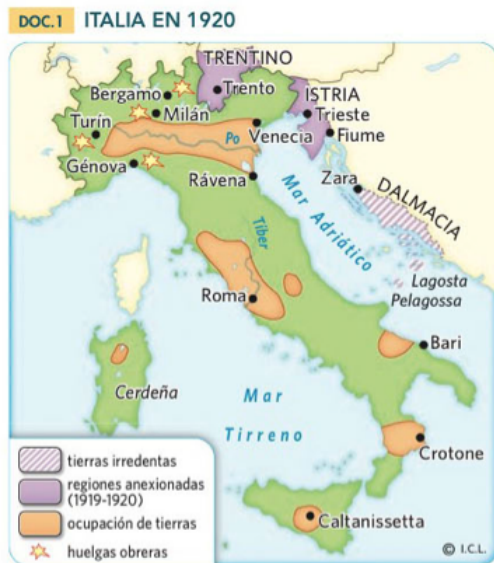 DOC.1 ITALIA EN 1920
TRENTINO
Bergamo
Trento
ÍSTRIA
Turín
Milán
Trieste
Po
Venecia
Fiume
Génova
Rávena
Zara
DALMACIA
Mar Adriático
Tíber
Lagosta
Pelagossa
Roma
Bari
Cerdeña
Mar
Tirreno
Crotone
Caltanissetta
tierras irredentas
regiones anexionadas
(1919-1920)
ocupación de tierras
huelgas obreras
© I.C.L.